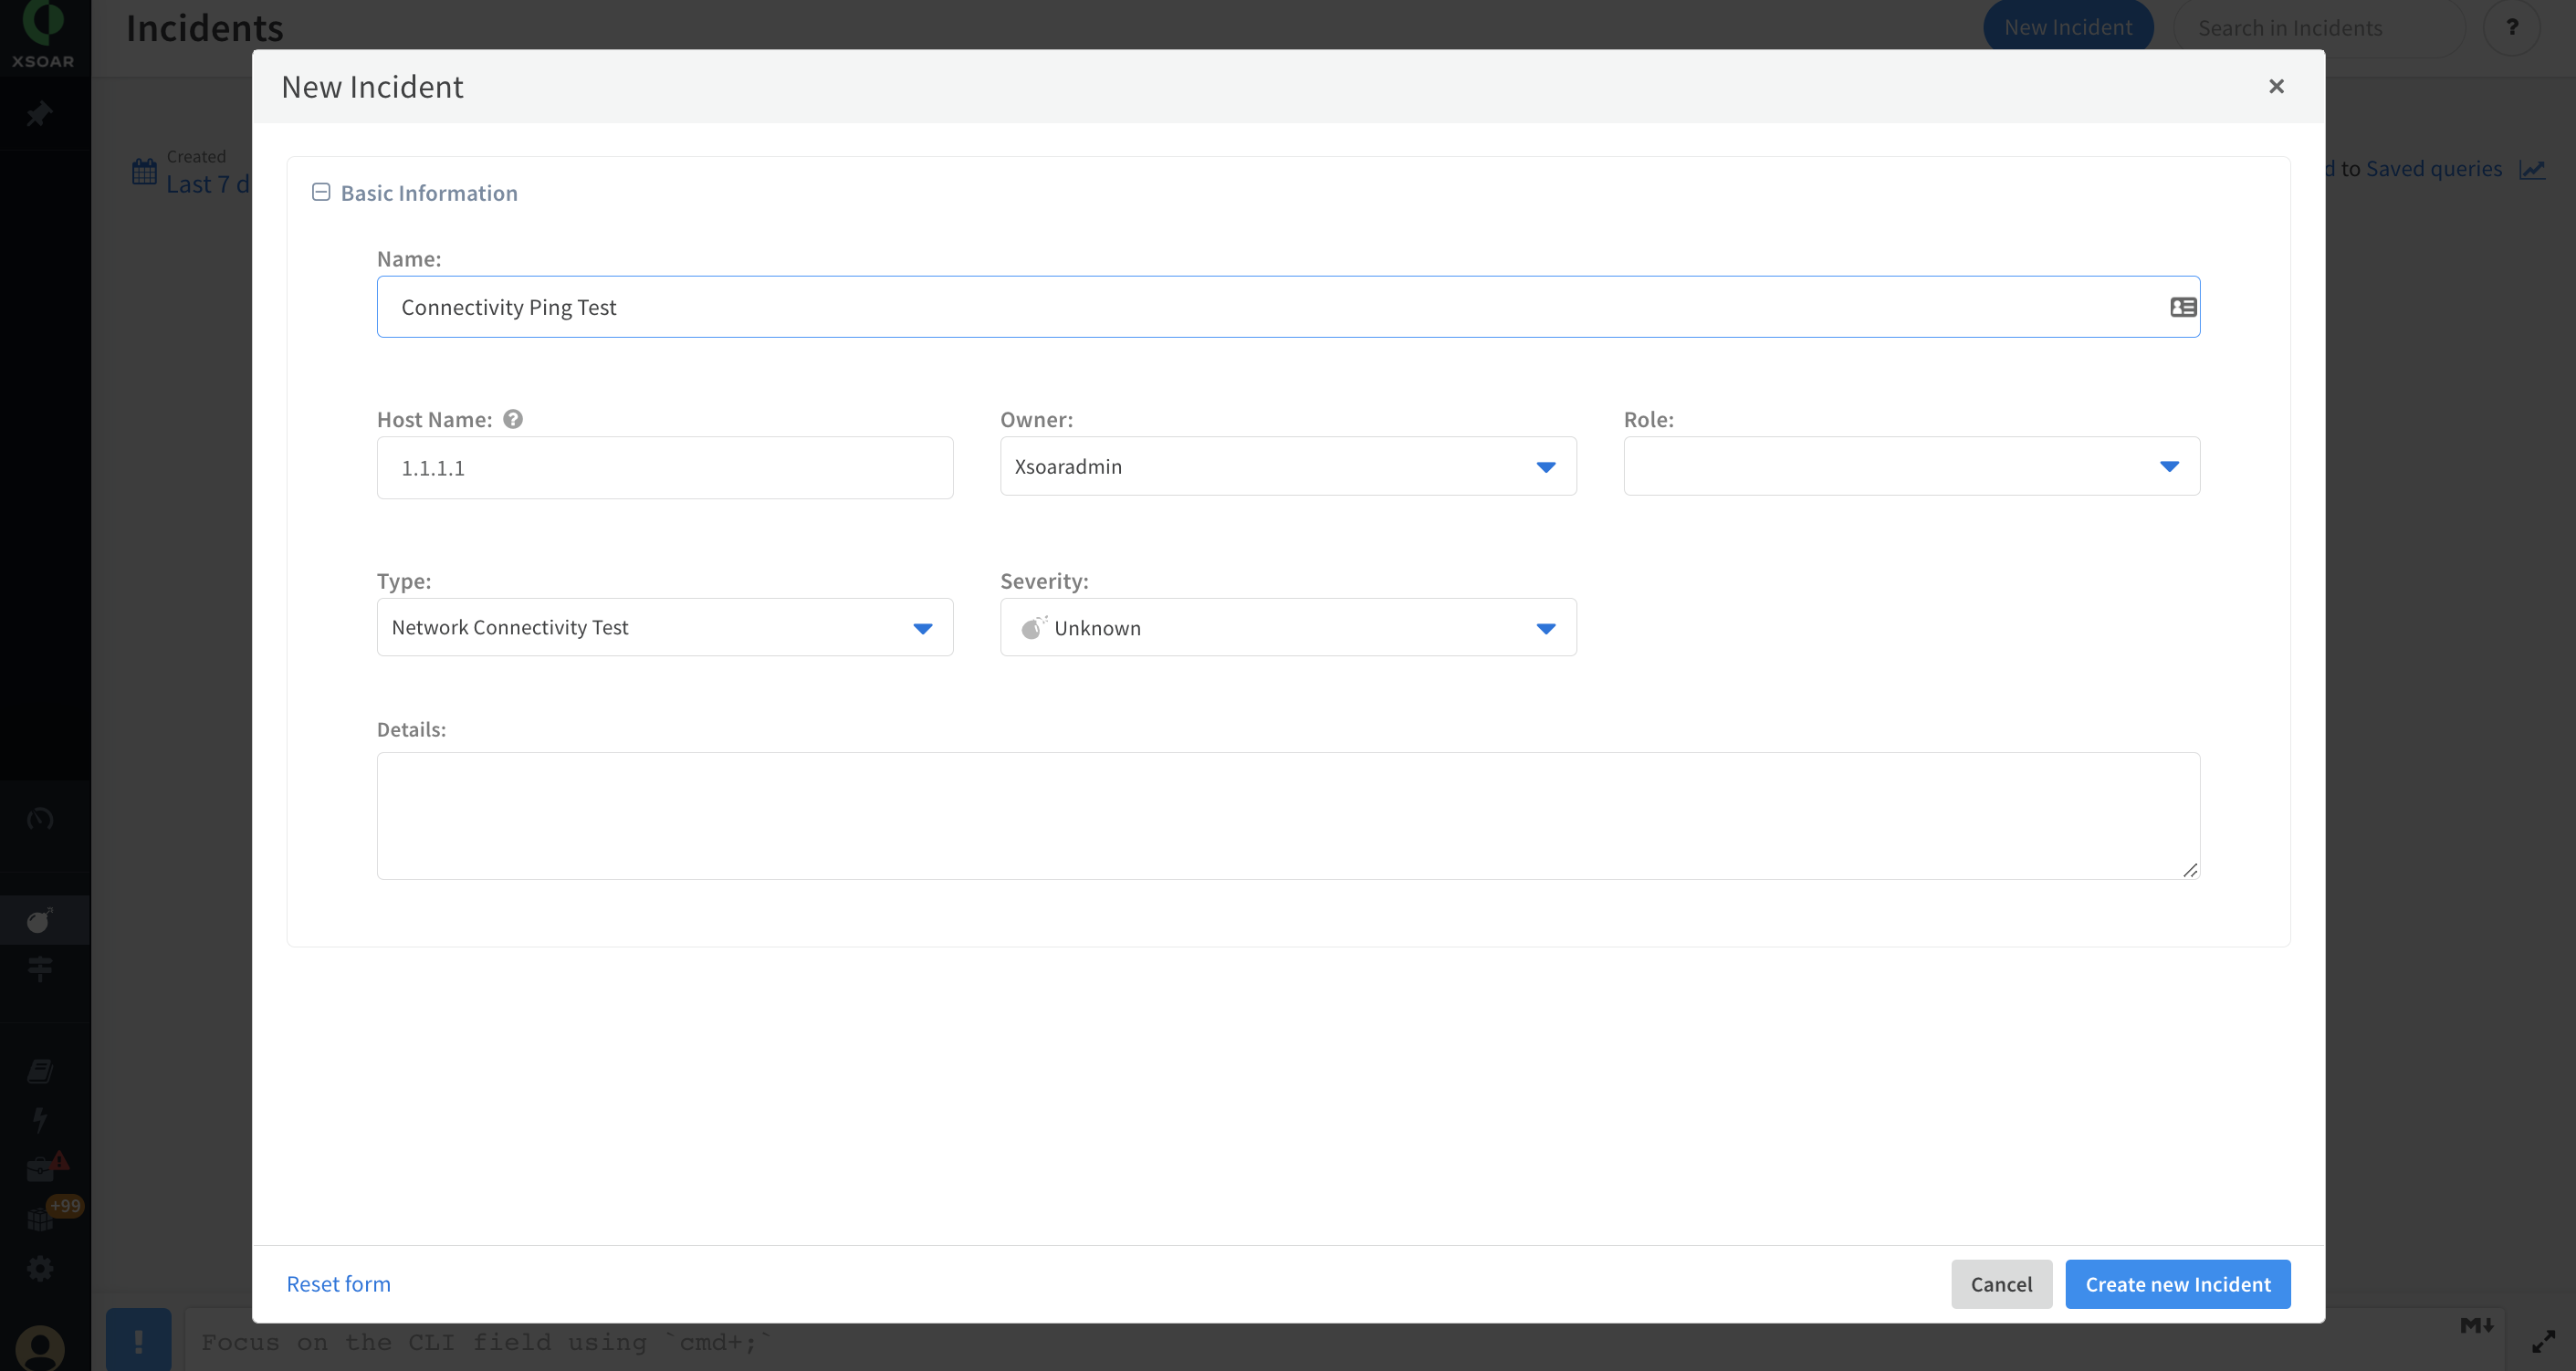 XSOAR
Incidents
New Incident
Search in Incidents
?
New Incident
×
Created
Last 7 d
d to Saved queries
Basic Information
Name:
Connectivity Ping Test
Host Name: ?
Owner:
Role:
1.1.1.1
Xsoaradmin
Type:
Severity:
Network Connectivity Test
Unknown
Details:
+99
Reset form
Cancel
Create new Incident
!
Focus on the CLI field using `cmd+;`
M↓